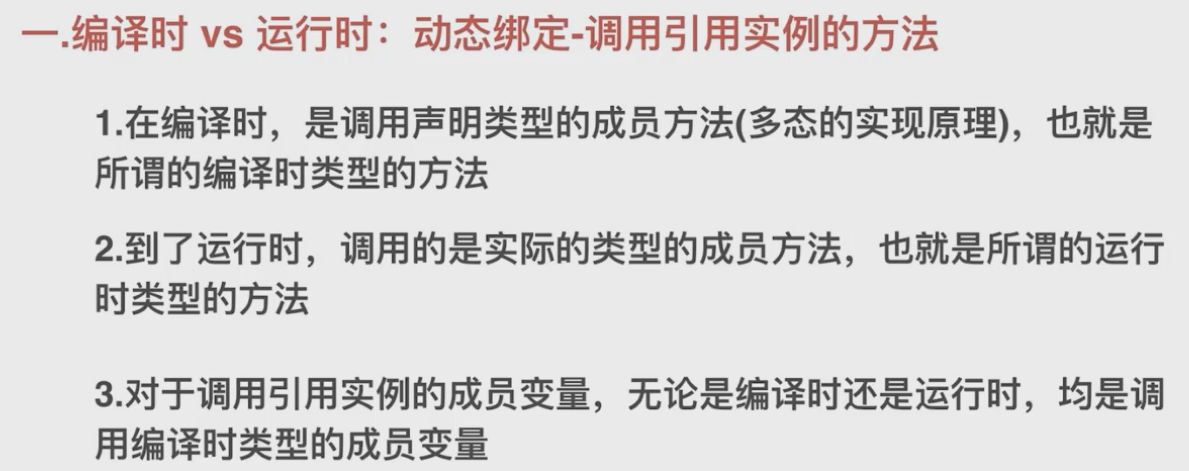 一.编译时 vs 运行时：动态绑定-调用引用实例的方法
1.在编译时，是调用声明类型的成员方法(多态的实现原理)，也就是
所谓的编译时类型的方法
2.到了运行时，调用的是实际的类型的成员方法，也就是所谓的运行
时类型的方法
3.对于调用引用实例的成员变量，无论是编译时还是运行时，均是调
用编译时类型的成员变量